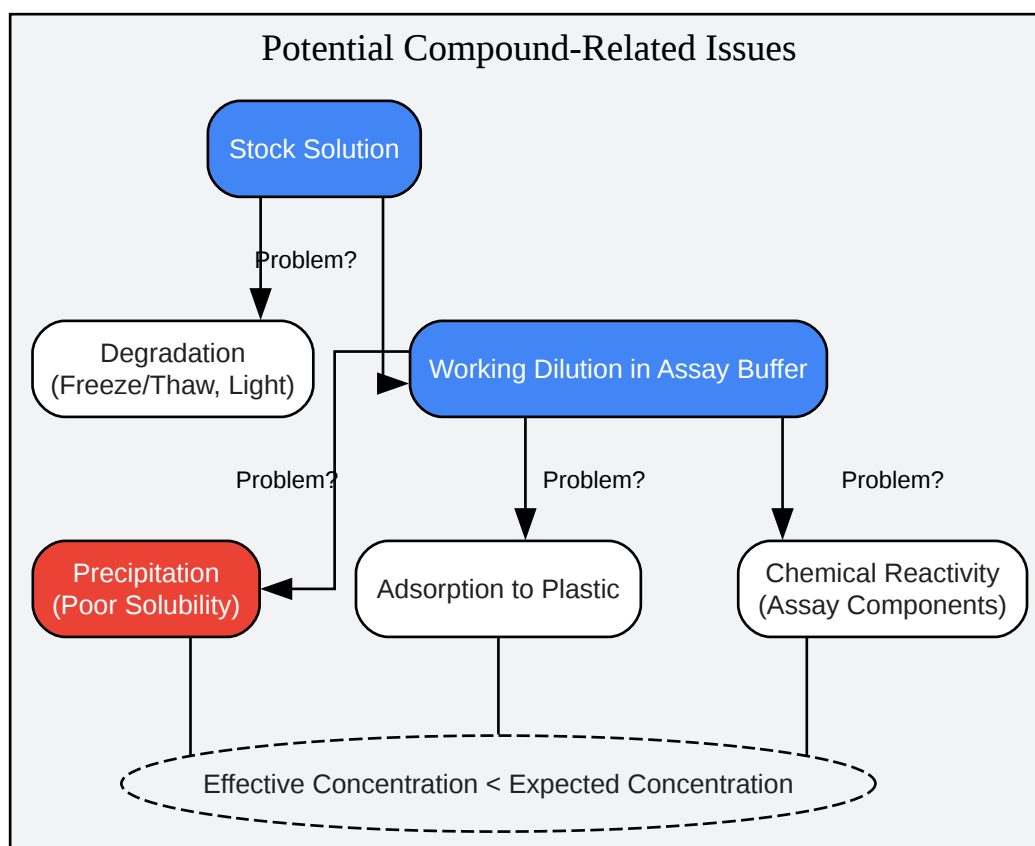 Potential Compound-Related Issues
Stock Solution
Problem?
Degradation
(Freeze/Thaw, Light)
Working Dilution in Assay Buffer
Problem?
Problem?
Problem?
Precipitation
(Poor Solubility)
Adsorption to Plastic
Chemical Reactivity
(Assay Components)
Effective Concentration < Expected Concentration